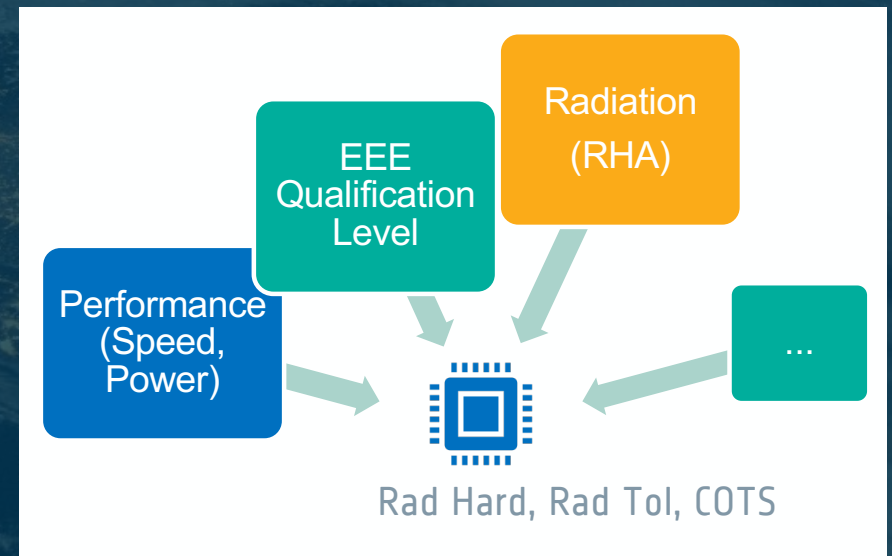 Radiation
(RHA)
EEE
Qualification
Level
Performance
(Speed,
Power)
...
Rad Hard, Rad Tol, COTS